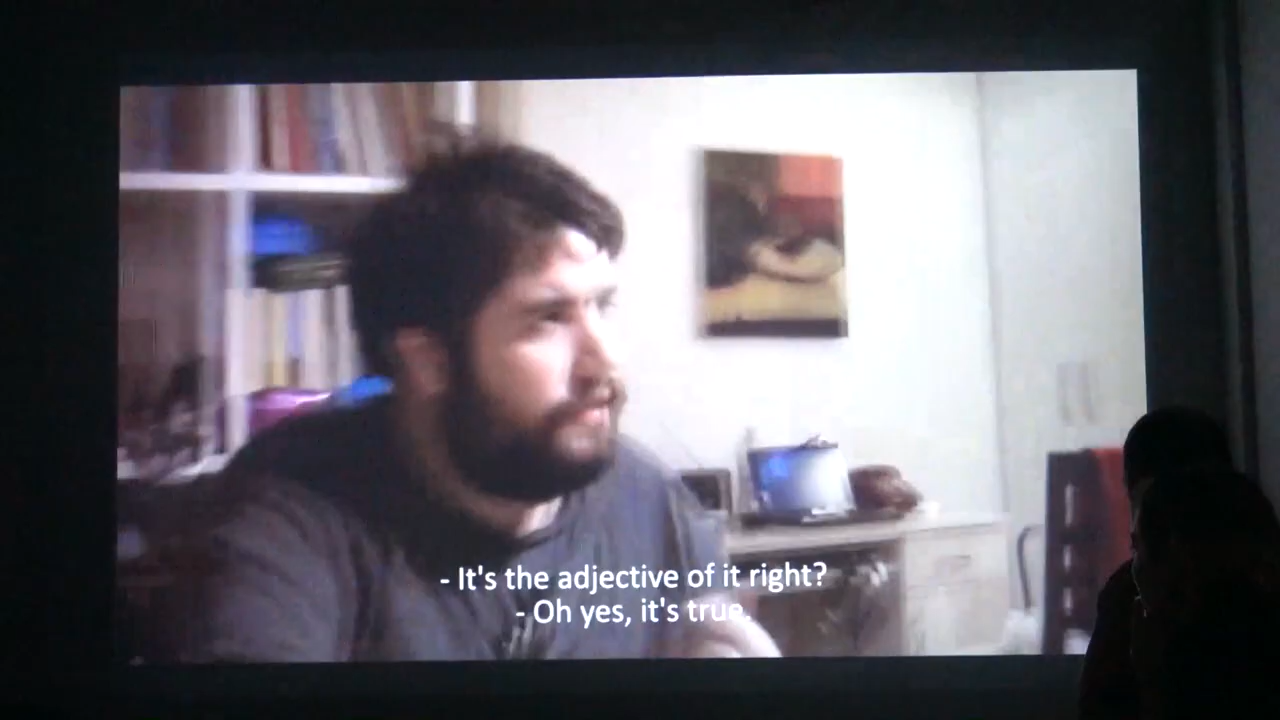 - It's the adjective of it right?
- Oh yes, it's true.